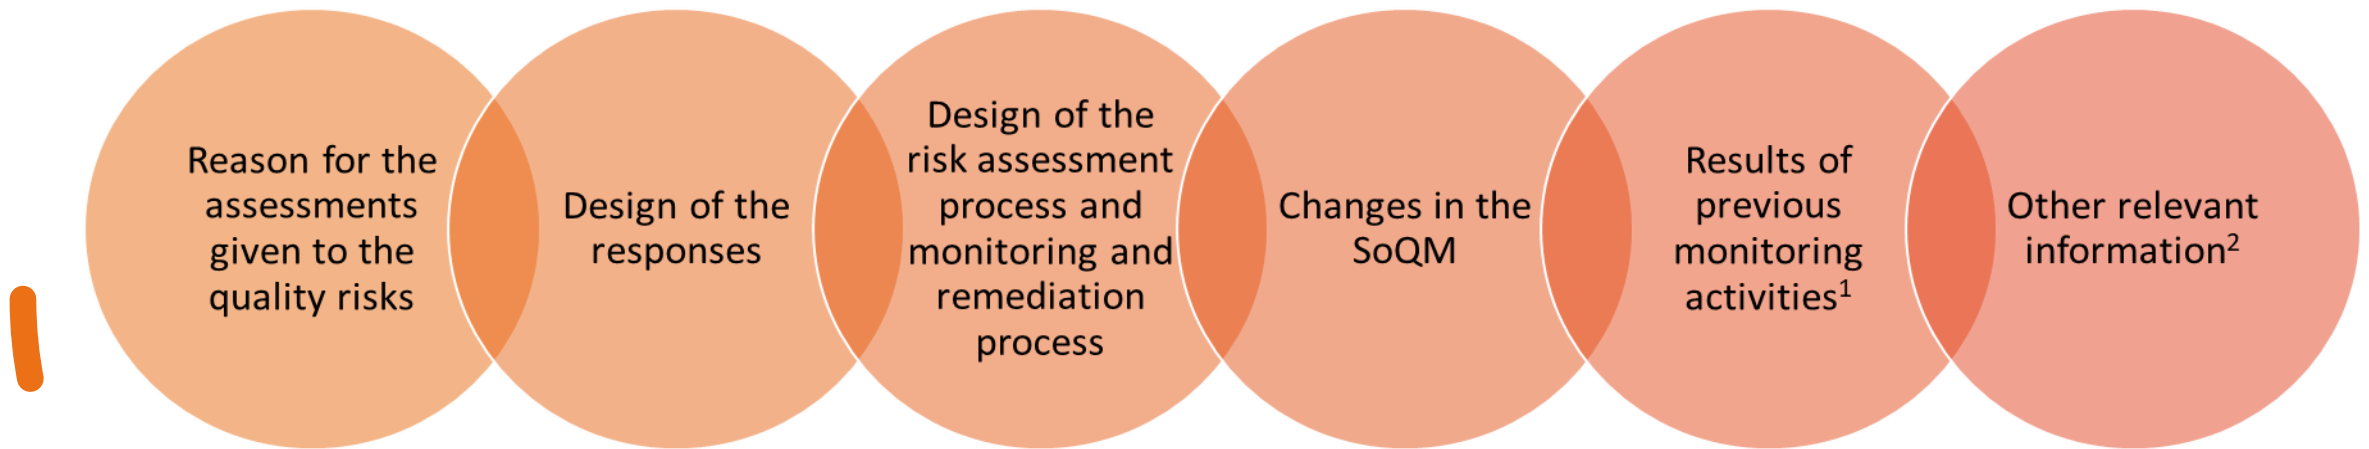 Reason for the
assessments
given to the
quality risks
Design of the
responses
Design of the
risk assessment
process and
monitoring and
remediation
process
Changes in the
SoQM
Results of
previous
monitoring
activities¹
Other relevant
information²